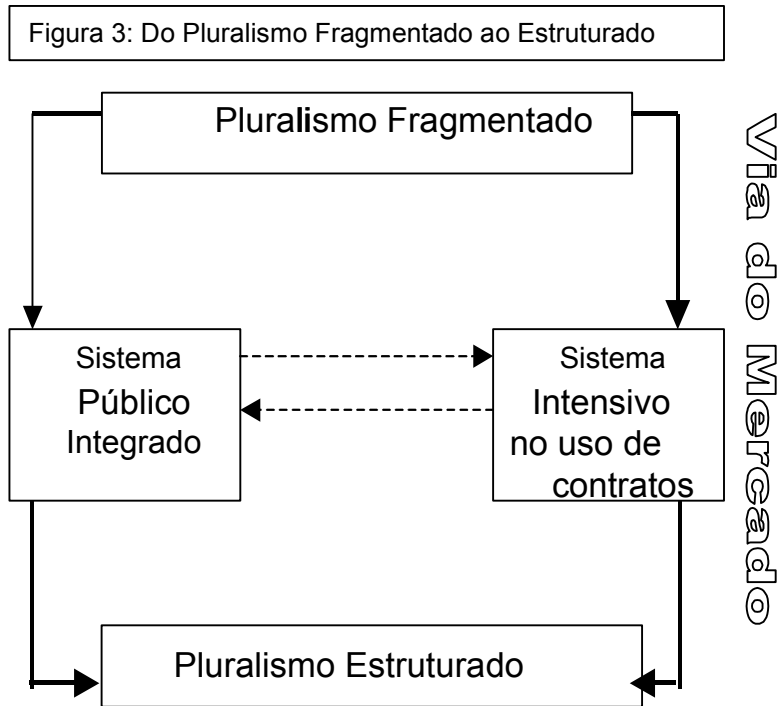 Figura 3: Do Pluralismo Fragmentado ao Estruturado
Pluralismo Fragmentado
Sistema
Público
Integrado
Sistema
Intensivo
no uso de
contratos
Pluralismo Estruturado
Via do Mercado